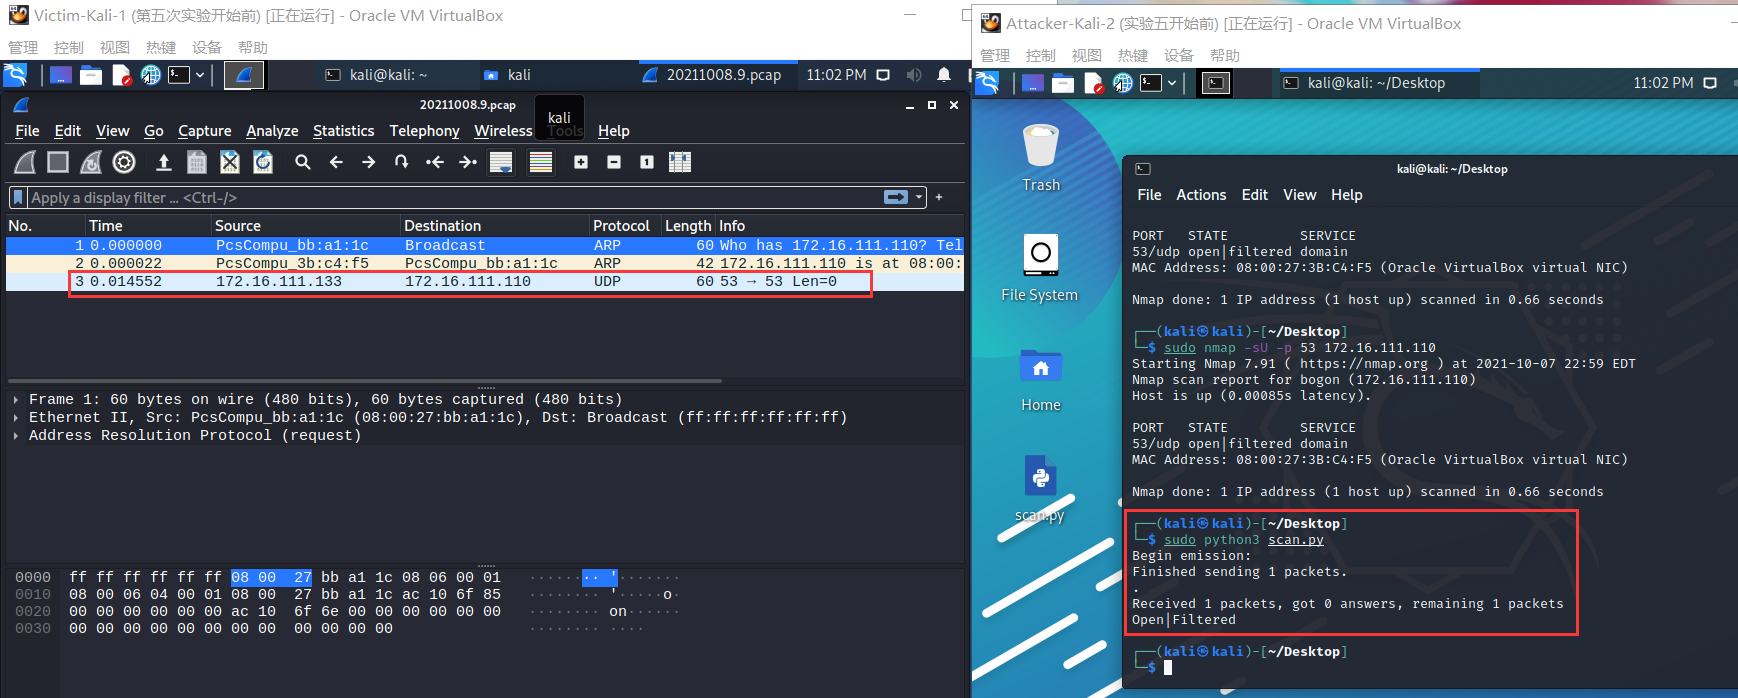 Victim-Kali-1 (第五次实验开始前) [正在运行] - Oracle VM VirtualBox
管理 控制 视图 热键 设备 帮助
kali@kali: ~ kali 20211008.9.pcap 11:02 PM
20211008.9.pcap
kali
File Edit View Go Capture Analyze Statistics Telephony Wireless Tools Help
Apply a display filter … <Ctrl-/>
No. Time Source Destination Protocol Length Info
1 0.000000 PcsCompu_bb:a1:1c Broadcast ARP 60 Who has 172.16.111.110? Tel
2 0.000022 PcsCompu_3b:c4:f5 PcsCompu_bb:a1:1c ARP 42 172.16.111.110 is at 08:00:
3 0.014552 172.16.111.133 172.16.111.110 UDP 60 53 → 53 Len=0
Frame 1: 60 bytes on wire (480 bits), 60 bytes captured (480 bits)
Ethernet II, Src: PcsCompu_bb:a1:1c (08:00:27:bb:a1:1c), Dst: Broadcast (ff:ff:ff:ff:ff:ff)
Address Resolution Protocol (request)
0000 ff ff ff ff ff ff 08 00 27 bb a1 1c 08 06 00 01 ········ '·······
0010 08 00 06 04 00 01 08 00 27 bb a1 1c ac 10 6f 85 ········ '·····o·
0020 00 00 00 00 00 00 ac 10 6f 6e 00 00 00 00 00 00 ········ on······
0030 00 00 00 00 00 00 00 00 00 00 00 00 ········ ····
Attacker-Kali-2 (实验五开始前) [正在运行] - Oracle VM VirtualBox
管理 控制 视图 热键 设备 帮助
kali@kali: ~/Desktop 11:02 PM
Trash
File System
Home
scan.py
kali@kali: ~/Desktop
File Actions Edit View Help
PORT STATE SERVICE
53/udp open|filtered domain
MAC Address: 08:00:27:3B:C4:F5 (Oracle VirtualBox virtual NIC)
Nmap done: 1 IP address (1 host up) scanned in 0.66 seconds
┌──(kali㉿kali)-[~/Desktop]
└─$ sudo nmap -sU -p 53 172.16.111.110
Starting Nmap 7.91 ( https://nmap.org ) at 2021-10-07 22:59 EDT
Nmap scan report for bogon (172.16.111.110)
Host is up (0.00085s latency).
PORT STATE SERVICE
53/udp open|filtered domain
MAC Address: 08:00:27:3B:C4:F5 (Oracle VirtualBox virtual NIC)
Nmap done: 1 IP address (1 host up) scanned in 0.66 seconds
┌──(kali㉿kali)-[~/Desktop]
└─$ sudo python3 scan.py
Begin emission:
Finished sending 1 packets.
.
Received 1 packets, got 0 answers, remaining 1 packets
Open|Filtered
┌──(kali㉿kali)-[~/Desktop]
└─$